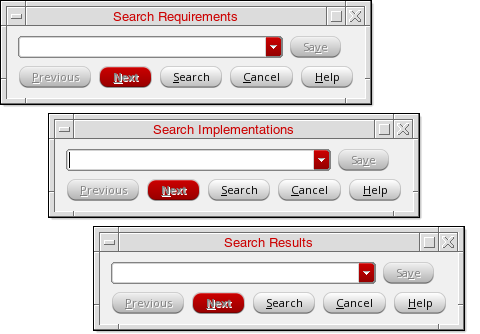 Search Requirements
Save
Previous Next Search Cancel Help
Search Implementations
Save
Previous Next Search Cancel Help
Search Results
Save
Previous Next Search Cancel Help